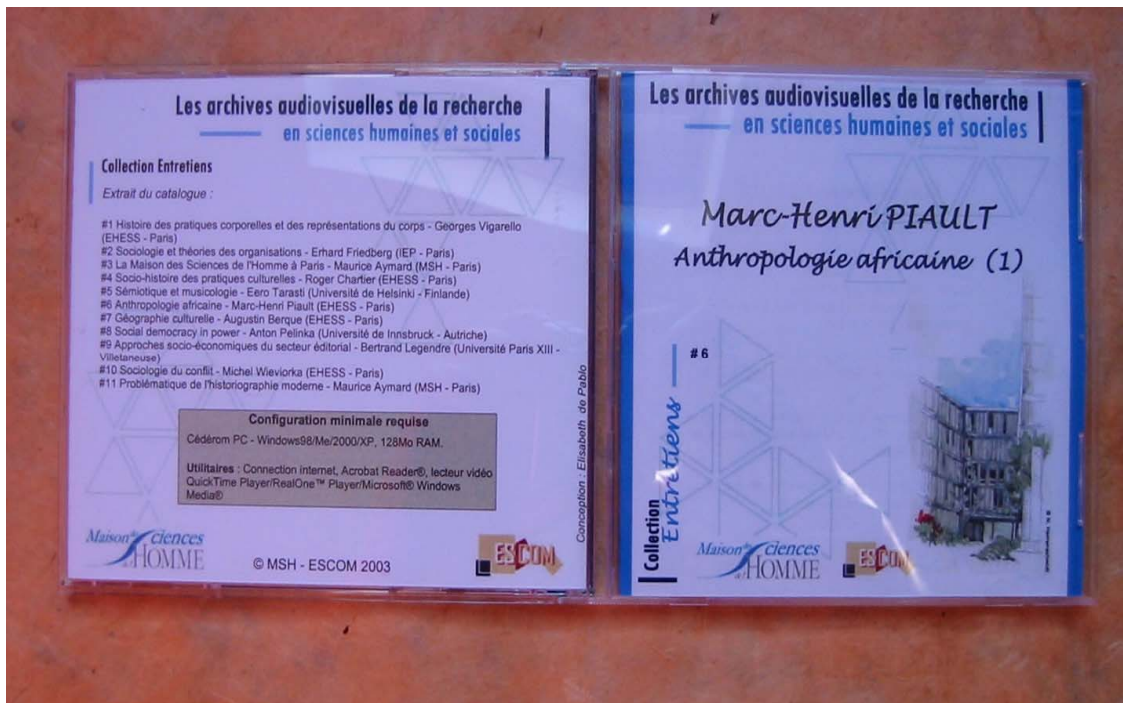 Les archives audiovisuelles de la recherche
en sciences humaines et sociales
Collection Entretiens
Extrait du catalogue :
#1 Histoire des pratiques corporelles et des représentations du corps - Georges Vigarello
(EHESS - Paris)
#2 Sociologie et théories des organisations - Erhard Friedberg (IEP - Paris)
#3 La Maison des Sciences de l'Homme à Paris - Maurice Aymard (MSH - Paris)
#4 Socio-histoire des pratiques culturelles - Roger Chartier (EHESS - Paris)
#5 Sémiotique et musicologie - Eero Tarasti (Université de Helsinki - Finlande)
#6 Anthropologie africaine - Marc-Henri Piault (EHESS - Paris)
#7 Géographie culturelle - Augustin Berque (EHESS - Paris)
#8 Social democracy in power - Anton Pelinka (Université de Innsbruck - Autriche)
#9 Approches socio-économiques du secteur éditorial - Bertrand Legendre (Université Paris XIII -
Villetaneuse)
#10 Sociologie du conflit - Michel Wieviorka (EHESS - Paris)
#11 Problématique de l'historiographie moderne - Maurice Aymard (MSH - Paris)
Configuration minimale requise
Cédérom PC - Windows98/Me/2000/XP, 128Mo RAM.
Utilitaires : Connection internet, Acrobat Reader®, lecteur vidéo
QuickTime Player/RealOne™ Player/Microsoft® Windows
Media®
Conception : Elisabeth de Pablo
Maison des Sciences
de l'HOMME
© MSH - ESCOM 2003
ESCOM
Les archives audiovisuelles de la recherche
en sciences humaines et sociales
Marc-Henri PIAULT
Anthropologie africaine (1)
# 6
Collection
Entretiens
Maison des Sciences
de l'HOMME
ESCOM